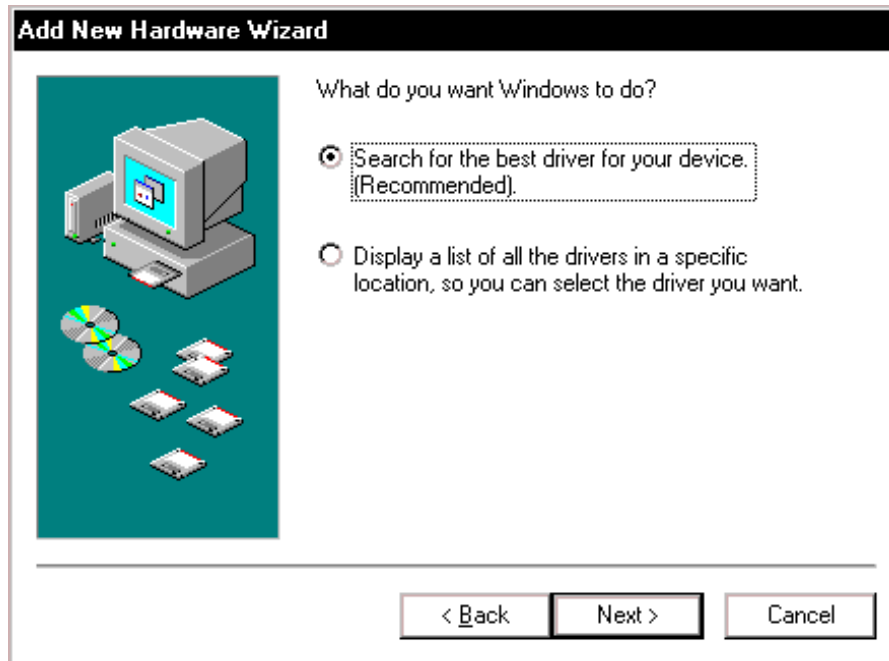 Add New Hardware Wizard
What do you want Windows to do?
Search for the best driver for your device.
(Recommended).
Display a list of all the drivers in a specific
location, so you can select the driver you want.
< Back
Next >
Cancel